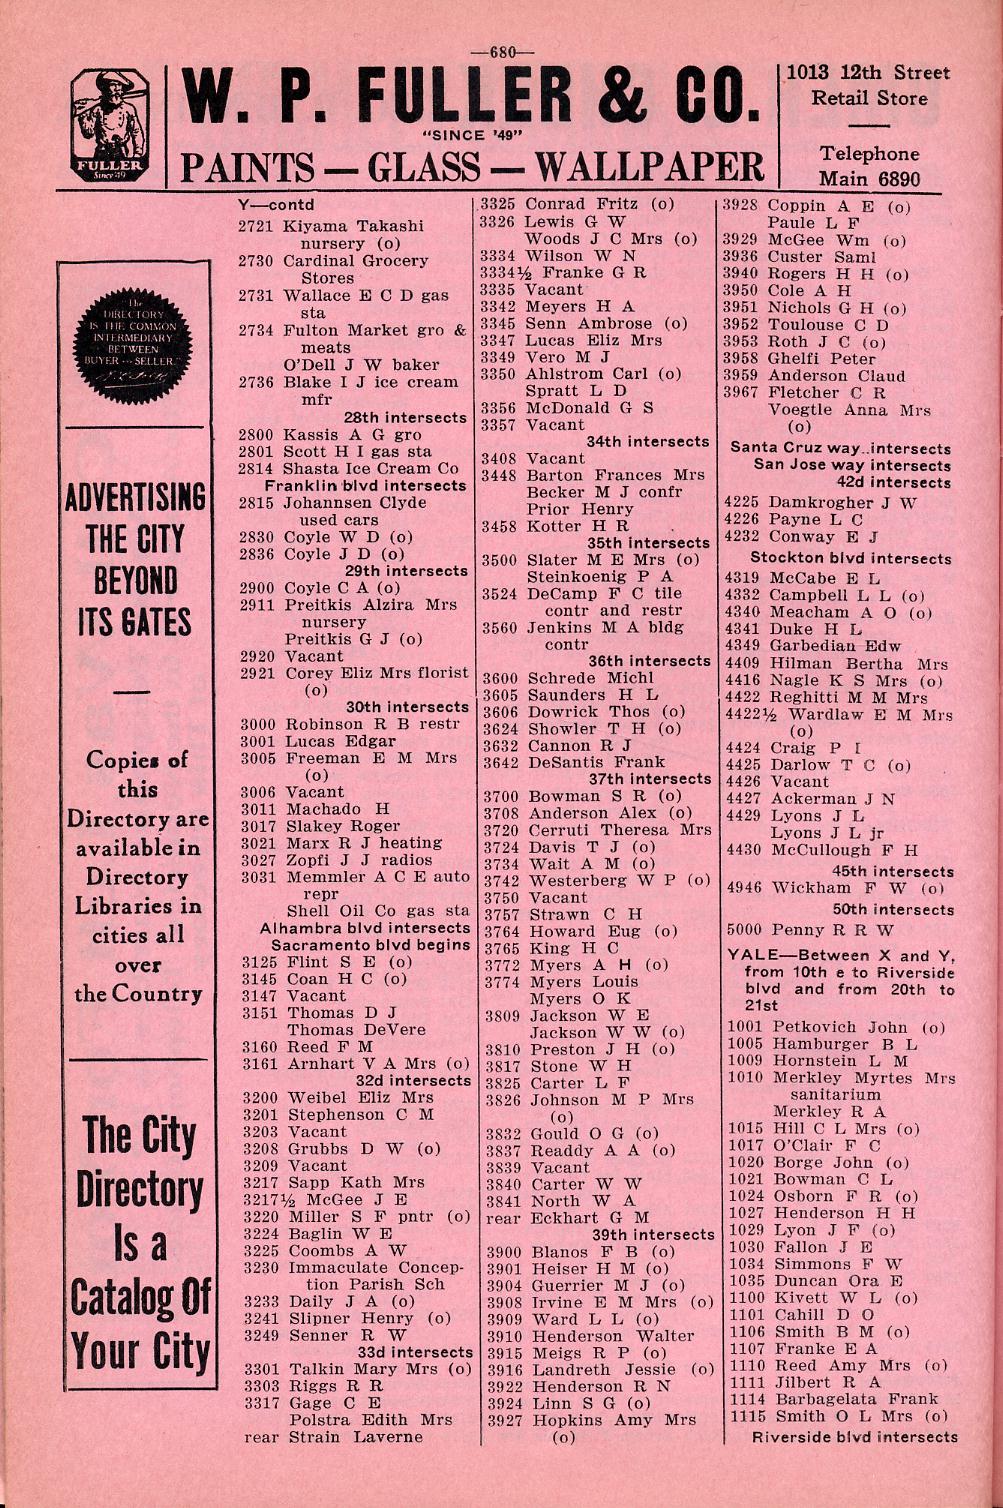 —680—
FULLER
Since '49
W. P. FULLER & CO.
"SINCE '49"
PAINTS — GLASS — WALLPAPER
1013 12th Street
Retail Store
Telephone
Main 6890
The
DIRECTORY
IS THE COMMON
INTERMEDIARY
BETWEEN
BUYER --- SELLER
ADVERTISING
THE CITY
BEYOND
ITS GATES
Copies of
this
Directory are
available in
Directory
Libraries in
cities all
over
the Country
The City
Directory
Is a
Catalog Of
Your City
Y—contd
2721 Kiyama Takashi
nursery (o)
2730 Cardinal Grocery
Stores
2731 Wallace E C D gas
sta
2734 Fulton Market gro &
meats
O'Dell J W baker
2736 Blake I J ice cream
mfr
28th intersects
2800 Kassis A G gro
2801 Scott H I gas sta
2814 Shasta Ice Cream Co
Franklin blvd intersects
2815 Johannsen Clyde
used cars
2830 Coyle W D (o)
2836 Coyle J D (o)
29th intersects
2900 Coyle C A (o)
2911 Preitkis Alzira Mrs
nursery
Preitkis G J (o)
2920 Vacant
2921 Corey Eliz Mrs florist
(o)
30th intersects
3000 Robinson R B restr
3001 Lucas Edgar
3005 Freeman E M Mrs
(o)
3006 Vacant
3011 Machado H
3017 Slakey Roger
3021 Marx R J heating
3027 Zopfi J J radios
3031 Memmler A C E auto
repr
Shell Oil Co gas sta
Alhambra blvd intersects
Sacramento blvd begins
3125 Flint S E (o)
3145 Coan H C (o)
3147 Vacant
3151 Thomas D J
Thomas DeVere
3160 Reed F M
3161 Arnhart V A Mrs (o)
32d intersects
3200 Weibel Eliz Mrs
3201 Stephenson C M
3203 Vacant
3208 Grubbs D W (o)
3209 Vacant
3217 Sapp Kath Mrs
3217½ McGee J E
3220 Miller S F pntr (o)
3224 Baglin W E
3225 Coombs A W
3230 Immaculate Concep-
tion Parish Sch
3233 Daily J A (o)
3241 Slipner Henry (o)
3249 Senner R W
33d intersects
3301 Talkin Mary Mrs (o)
3303 Riggs R R
3317 Gage C E
Polstra Edith Mrs
rear Strain Laverne
3325 Conrad Fritz (o)
3326 Lewis G W
Woods J C Mrs (o)
3334 Wilson W N
3334½ Franke G R
3335 Vacant
3342 Meyers H A
3345 Senn Ambrose (o)
3347 Lucas Eliz Mrs
3349 Vero M J
3350 Ahlstrom Carl (o)
Spratt L D
3356 McDonald G S
3357 Vacant
34th intersects
3408 Vacant
3448 Barton Frances Mrs
Becker M J confr
Prior Henry
3458 Kotter H R
35th intersects
3500 Slater M E Mrs (o)
Steinkoenig P A
3524 DeCamp F C tile
contr and restr
3560 Jenkins M A bldg
contr
36th intersects
3600 Schrede Michl
3605 Saunders H L
3606 Dowrick Thos (o)
3624 Showler T H (o)
3632 Cannon R J
3642 DeSantis Frank
37th intersects
3700 Bowman S R (o)
3708 Anderson Alex (o)
3720 Cerruti Theresa Mrs
3724 Davis T J (o)
3734 Wait A M (o)
3742 Westerberg W P (o)
3750 Vacant
3757 Strawn C H
3764 Howard Eug (o)
3765 King H C
3772 Myers A H (o)
3774 Myers Louis
Myers O K
3809 Jackson W E
Jackson W W (o)
3810 Preston J H (o)
3817 Stone W H
3825 Carter L F
3826 Johnson M P Mrs
(o)
3832 Gould O G (o)
3837 Readdy A A (o)
3839 Vacant
3840 Carter W W
3841 North W A
rear Eckhart G M
39th intersects
3900 Blanos F B (o)
3901 Heiser H M (o)
3904 Guerrier M J (o)
3908 Irvine E M Mrs (o)
3909 Ward L L (o)
3910 Henderson Walter
3915 Meigs R P (o)
3916 Landreth Jessie (o)
3922 Henderson R N
3924 Linn S G (o)
3927 Hopkins Amy Mrs
(o)
3928 Coppin A E (o)
Paule L F
3929 McGee Wm (o)
3936 Custer Saml
3940 Rogers H H (o)
3950 Cole A H
3951 Nichols G H (o)
3952 Toulouse C D
3953 Roth J C (o)
3958 Ghelfi Peter
3959 Anderson Claud
3967 Fletcher C R
Voegtle Anna Mrs
(o)
Santa Cruz way..intersects
San Jose way intersects
42d intersects
4225 Damkrogher J W
4226 Payne L C
4232 Conway E J
Stockton blvd intersects
4319 McCabe E L
4332 Campbell L L (o)
4340 Meacham A O (o)
4341 Duke H L
4349 Garbedian Edw
4409 Hilman Bertha Mrs
4416 Nagle K S Mrs (o)
4422 Reghitti M M Mrs
4422½ Wardlaw E M Mrs
(o)
4424 Craig P I
4425 Darlow T C (o)
4426 Vacant
4427 Ackerman J N
4429 Lyons J L
Lyons J L jr
4430 McCullough F H
45th intersects
4946 Wickham F W (o)
50th intersects
5000 Penny R R W
YALE—Between X and Y,
from 10th e to Riverside
blvd and from 20th to
21st
1001 Petkovich John (o)
1005 Hamburger B L
1009 Hornstein L M
1010 Merkley Myrtes Mrs
sanitarium
Merkley R A
1015 Hill C L Mrs (o)
1017 O'Clair F C
1020 Borge John (o)
1021 Bowman C L
1024 Osborn F R (o)
1027 Henderson H H
1029 Lyon J F (o)
1030 Fallon J E
1034 Simmons F W
1035 Duncan Ora E
1100 Kivett W L (o)
1101 Cahill D O
1106 Smith B M (o)
1107 Franke E A
1110 Reed Amy Mrs (o)
1111 Jilbert R A
1114 Barbagelata Frank
1115 Smith O L Mrs (o)
Riverside blvd intersects